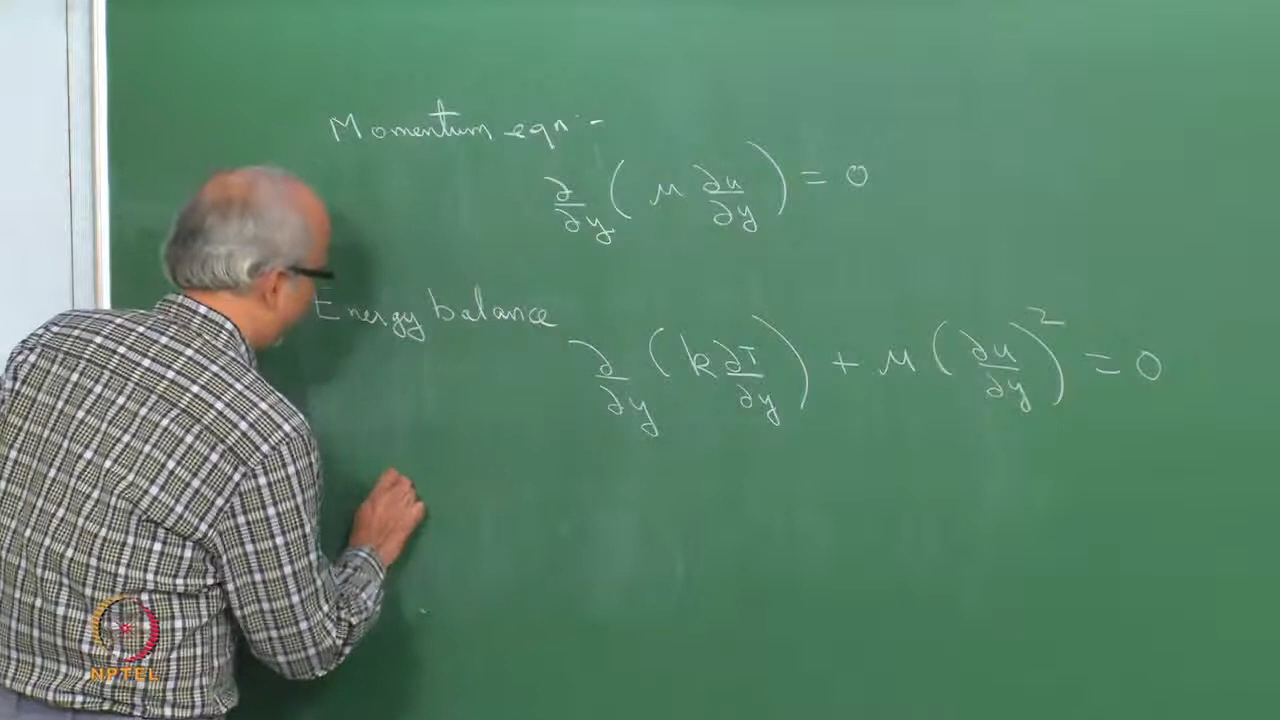 Momentum eqn :-
∂/∂y ( μ ∂u/∂y ) = 0
Energy balance
∂/∂y ( k ∂T/∂y ) + μ ( ∂u/∂y )² = 0
NPTEL